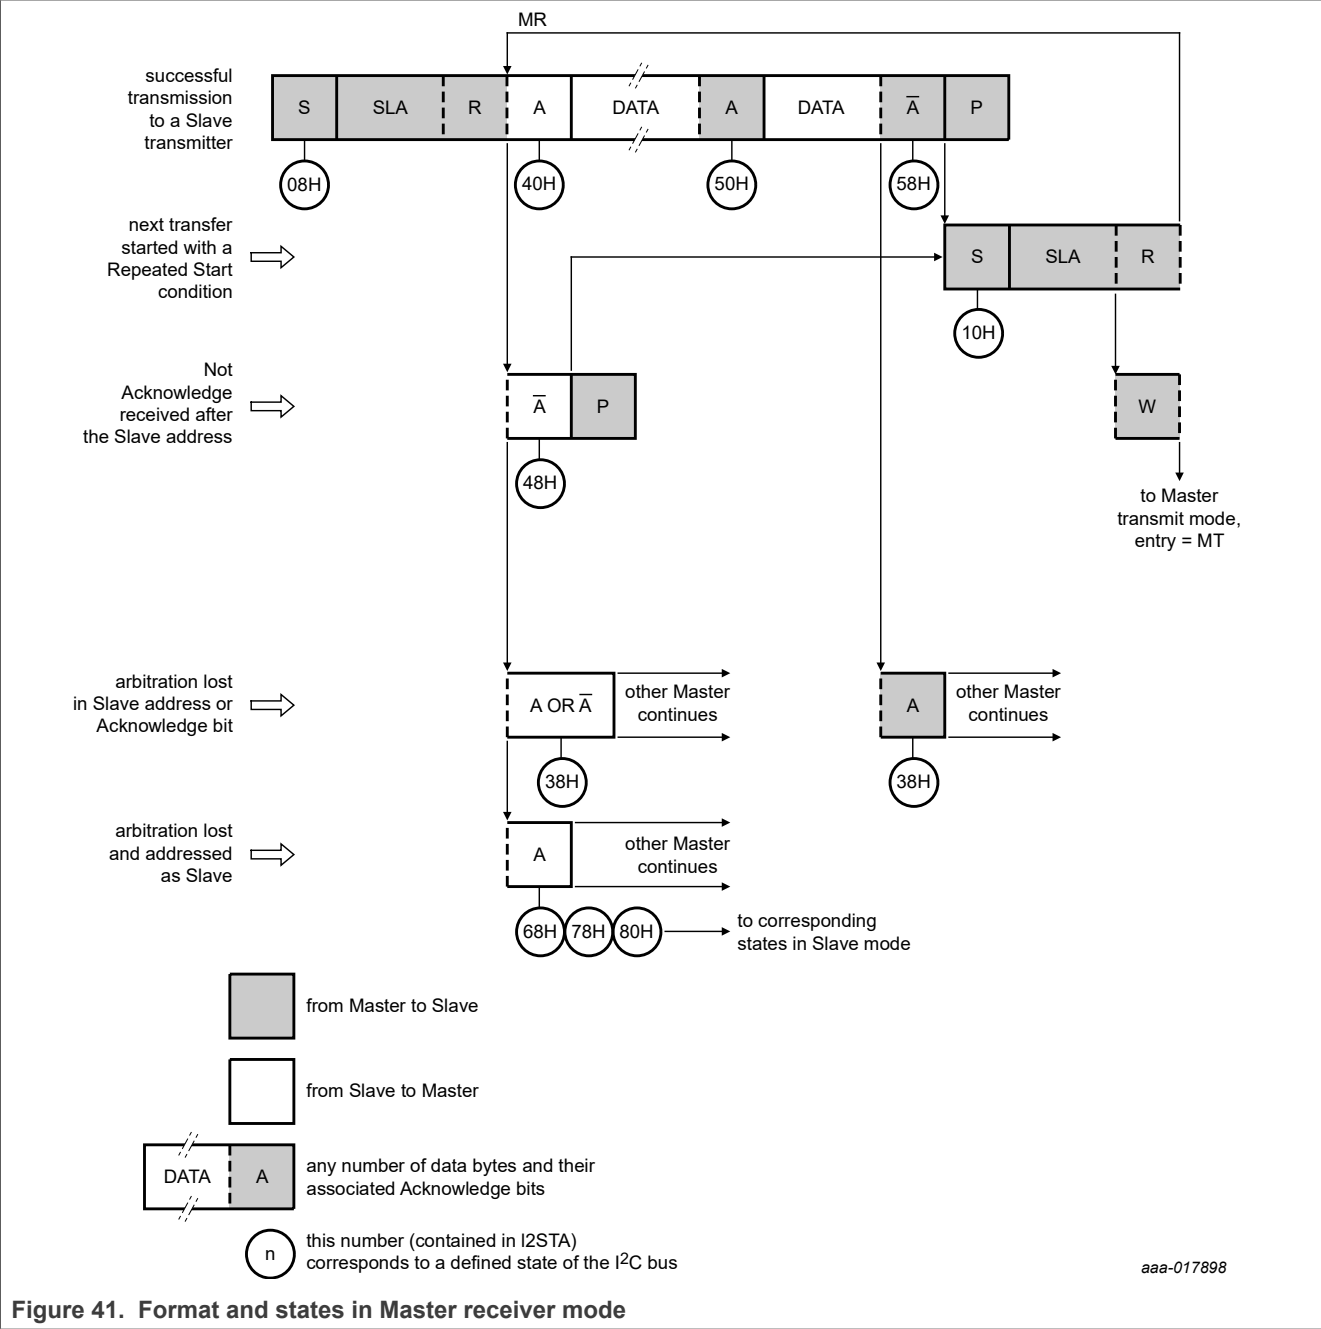 MR
successful
transmission
to a Slave
transmitter
S SLA R A DATA A DATA A̅ P
08H 40H 50H 58H
next transfer
started with a
Repeated Start
condition
S SLA R
10H
Not
Acknowledge
received after
the Slave address
A̅ P
W
48H
to Master
transmit mode,
entry = MT
arbitration lost
in Slave address or
Acknowledge bit
A OR A̅
other Master
continues
A
other Master
continues
38H 38H
arbitration lost
and addressed
as Slave
A
other Master
continues
68H 78H 80H
to corresponding
states in Slave mode
from Master to Slave
from Slave to Master
DATA A
any number of data bytes and their
associated Acknowledge bits
n
this number (contained in I2STA)
corresponds to a defined state of the I²C bus
aaa-017898
Figure 41. Format and states in Master receiver mode